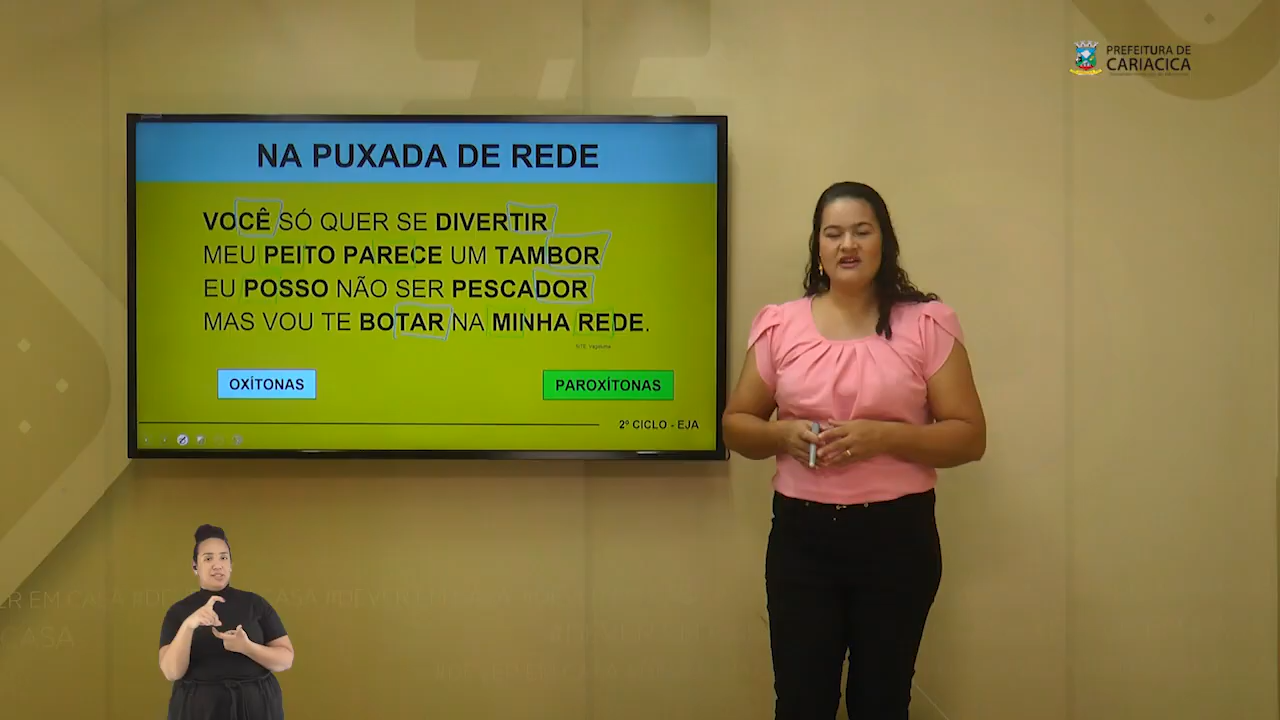 PREFEITURA DE
CARIACICA
NA PUXADA DE REDE
VOCÊ SÓ QUER SE DIVERTIR
MEU PEITO PARECE UM TAMBOR
EU POSSO NÃO SER PESCADOR
MAS VOU TE BOTAR NA MINHA REDE.
OXÍTONAS
PAROXÍTONAS
2º CICLO - EJA